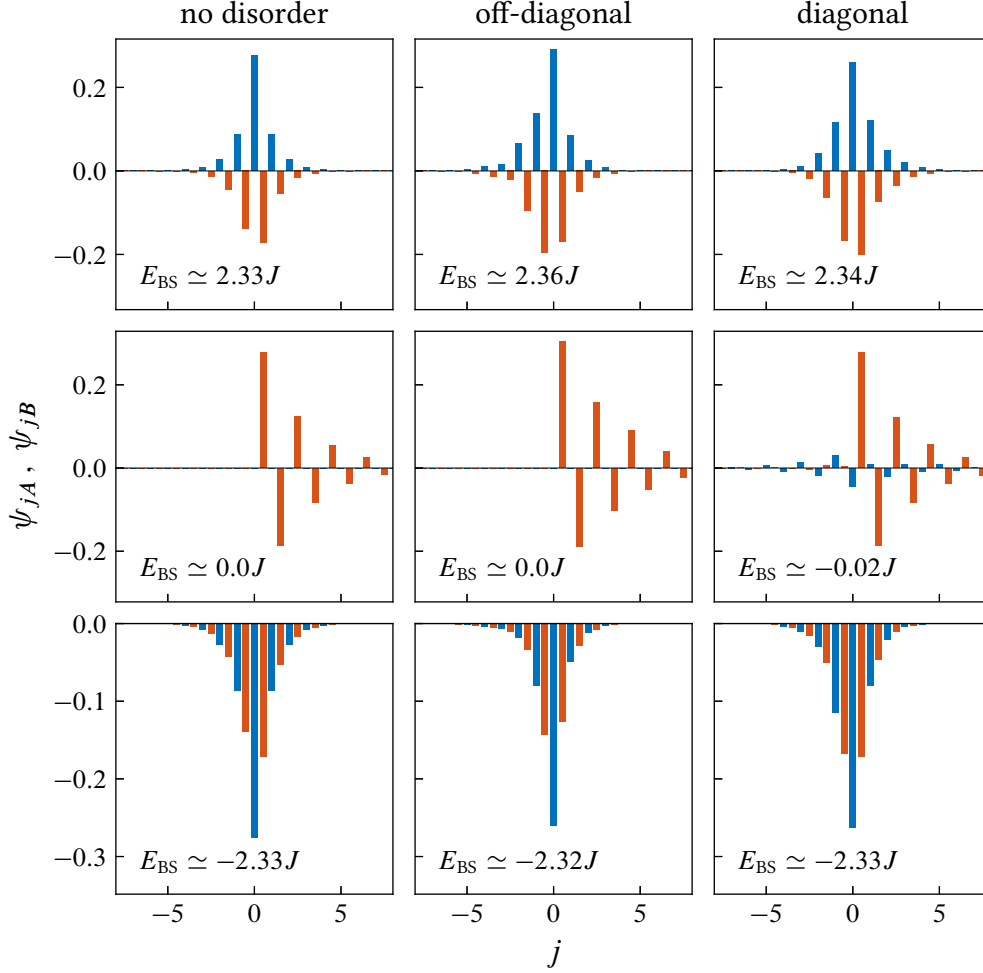 no disorder off-diagonal diagonal
0.2
0.0
−0.2
E_BS ≃ 2.33J E_BS ≃ 2.36J E_BS ≃ 2.34J
ψ_jA , ψ_jB
0.2
0.0
−0.2
E_BS ≃ 0.0J E_BS ≃ 0.0J E_BS ≃ −0.02J
0.0
−0.1
−0.2
−0.3
E_BS ≃ −2.33J E_BS ≃ −2.32J E_BS ≃ −2.33J
−5 0 5 −5 0 5 −5 0 5
j